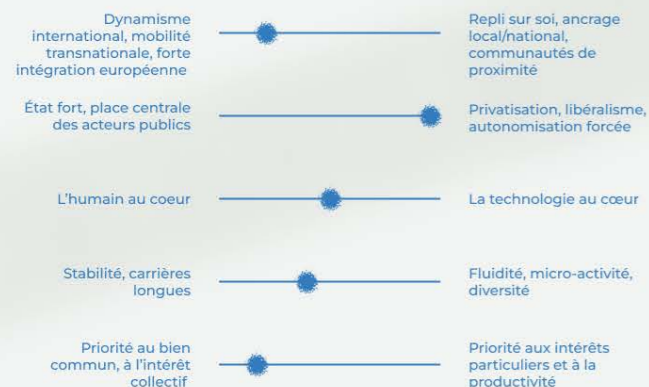 Dynamisme
international, mobilité
transnationale, forte
intégration européenne
Repli sur soi, ancrage
local/national,
communautés de
proximité
État fort, place centrale
des acteurs publics
Privatisation, libéralisme,
autonomisation forcée
L'humain au coeur
La technologie au cœur
Stabilité, carrières
longues
Fluidité, micro-activité,
diversité
Priorité au bien
commun, à l'intérêt
collectif
Priorité aux intérêts
particuliers et à la
productivité